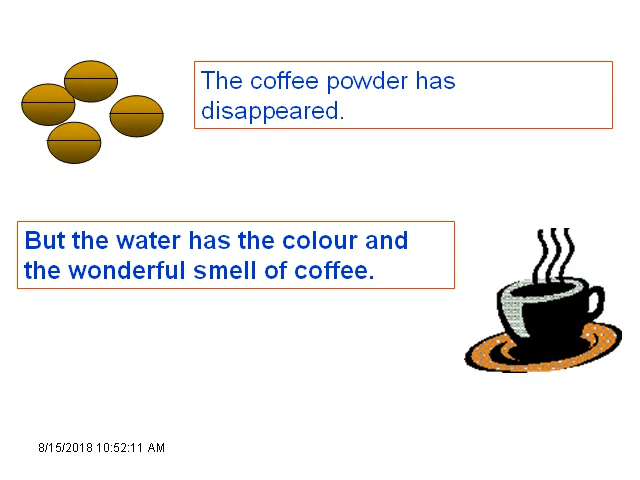 The coffee powder has
disappeared.
But the water has the colour and
the wonderful smell of coffee.
8/15/2018 10:52:11 AM